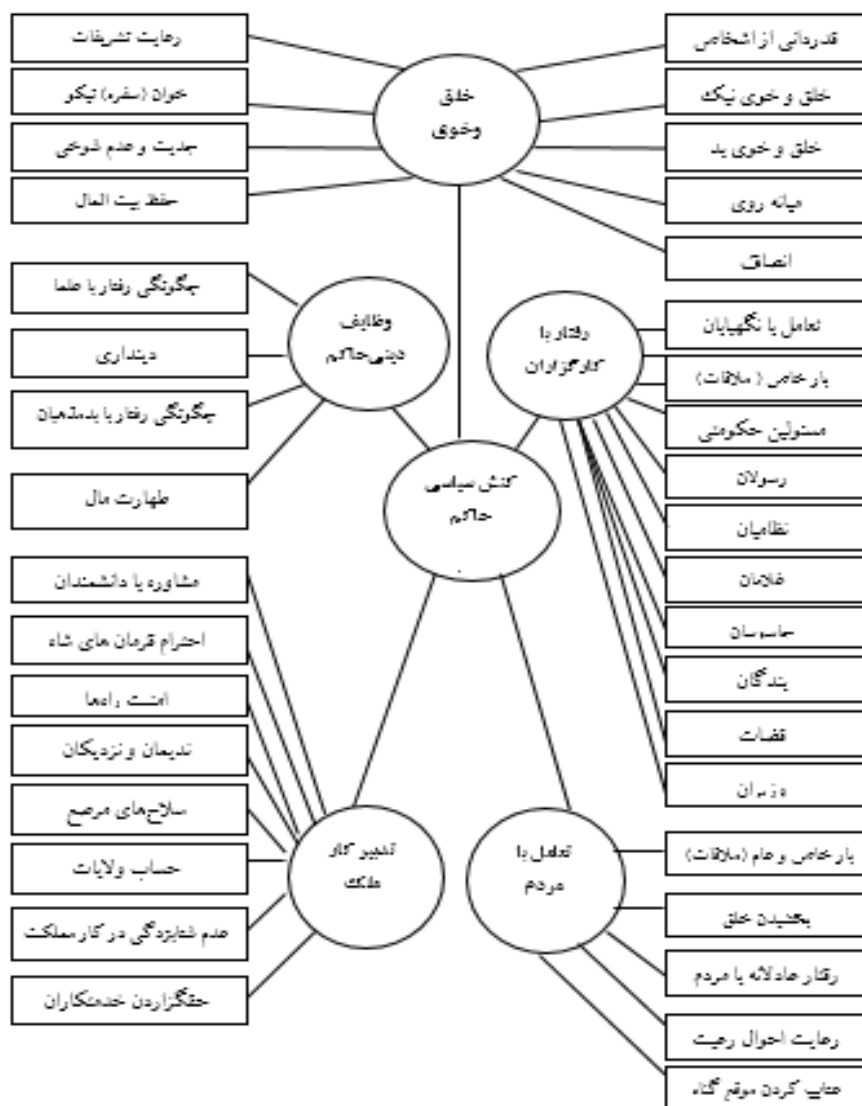 قدردانی از اشخاص
خلق و خوی نیک
خلق و خوی بد
میانه روی
انصاف
خلق
وخوی
رعایت تشریفات
خوان (سفره) نیکو
جدیت و عدم شوخی
حفظ بیت المال
تعامل با نگهبانان
بار خاص ( ملاقات)
مسئولین حکومتی
رسولان
نظامیان
غلامان
جاسوسان
بندگان
قضات
وزیران
رفتار با
کارگزاران
وظایف
دینی‌حاکم
چگونگی رفتار با علما
دینداری
چگونگی رفتار با بدمذهبان
طهارت مال
کنش سیاسی
حاکم
.
مشاوره با دانشمندان
احترام فرمان های شاه
امنیت راه‌ها
ندیمان و نزدیکان
سلاح‌های مرصع
حساب ولایات
عدم شتابزدگی در کار مملکت
حقگزاردن خدمتکاران
تدبیر کار
ملک
تعامل با
مردم
بار خاص و عام (ملاقات)
بخشیدن خلق
رفتار عادلانه با مردم
رعایت احوال رعیت
عتاب کردن موقع گناه